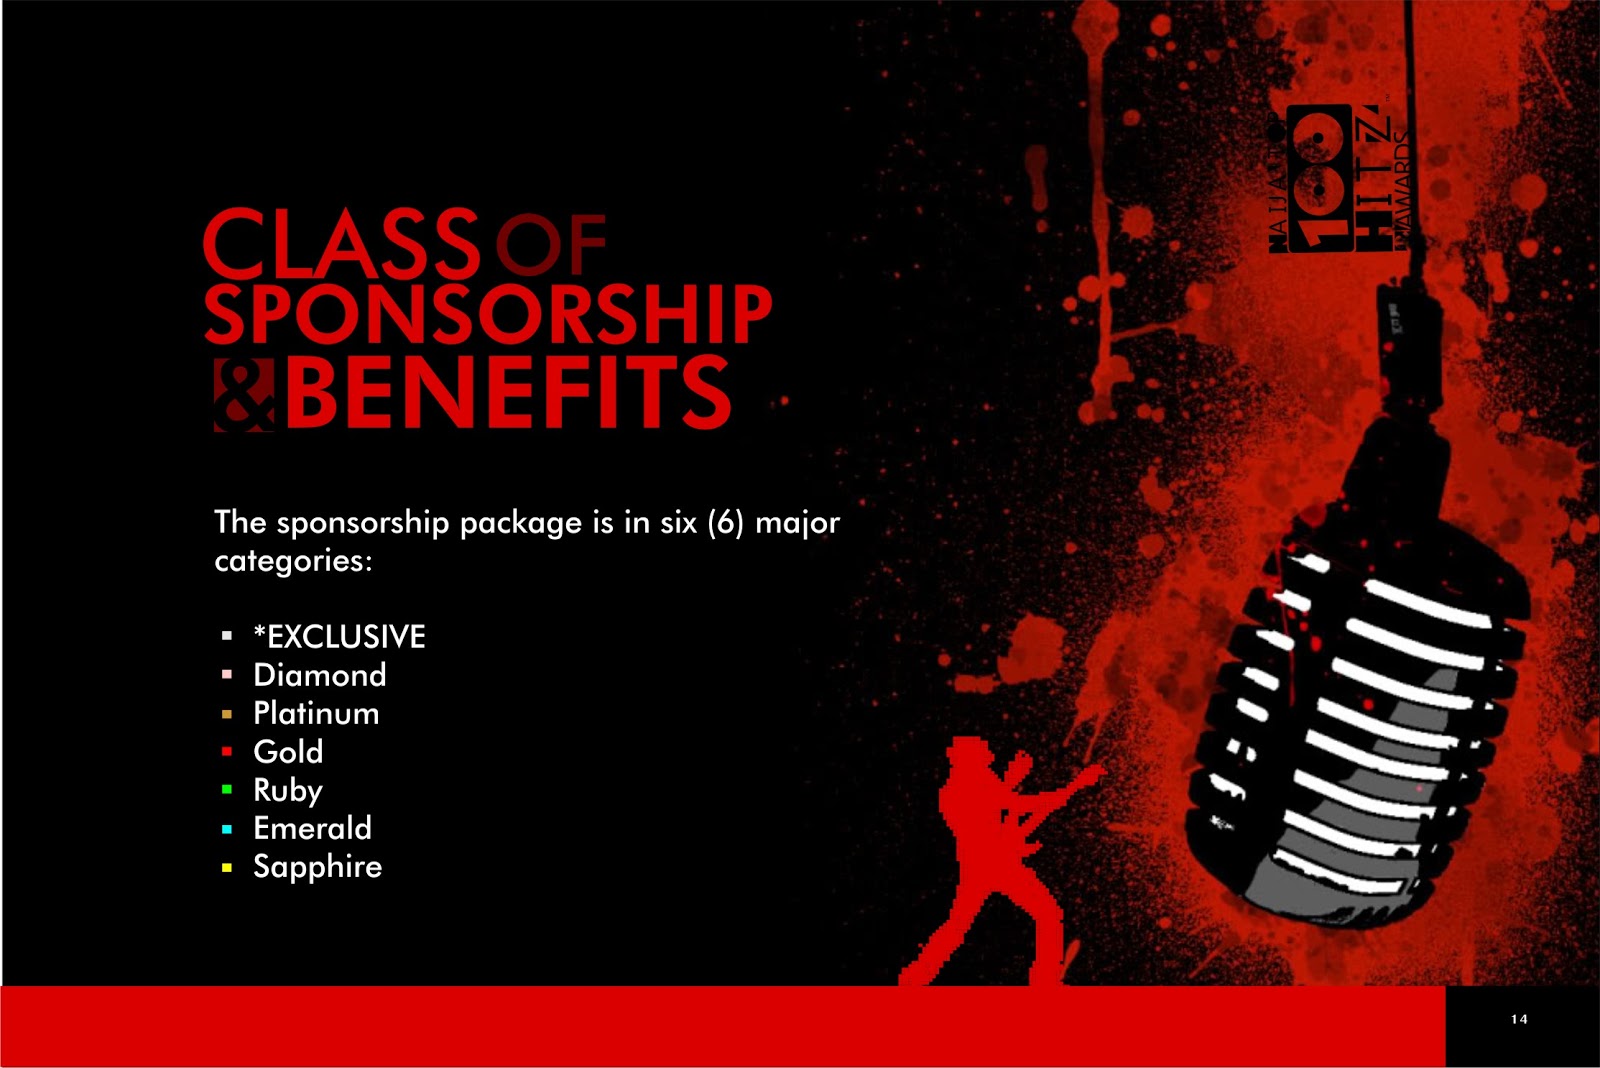 CLASS OF
SPONSORSHIP
& BENEFITS
The sponsorship package is in six (6) major
categories:
*EXCLUSIVE
Diamond
Platinum
Gold
Ruby
Emerald
Sapphire
100
HITZ
AWARDS
14